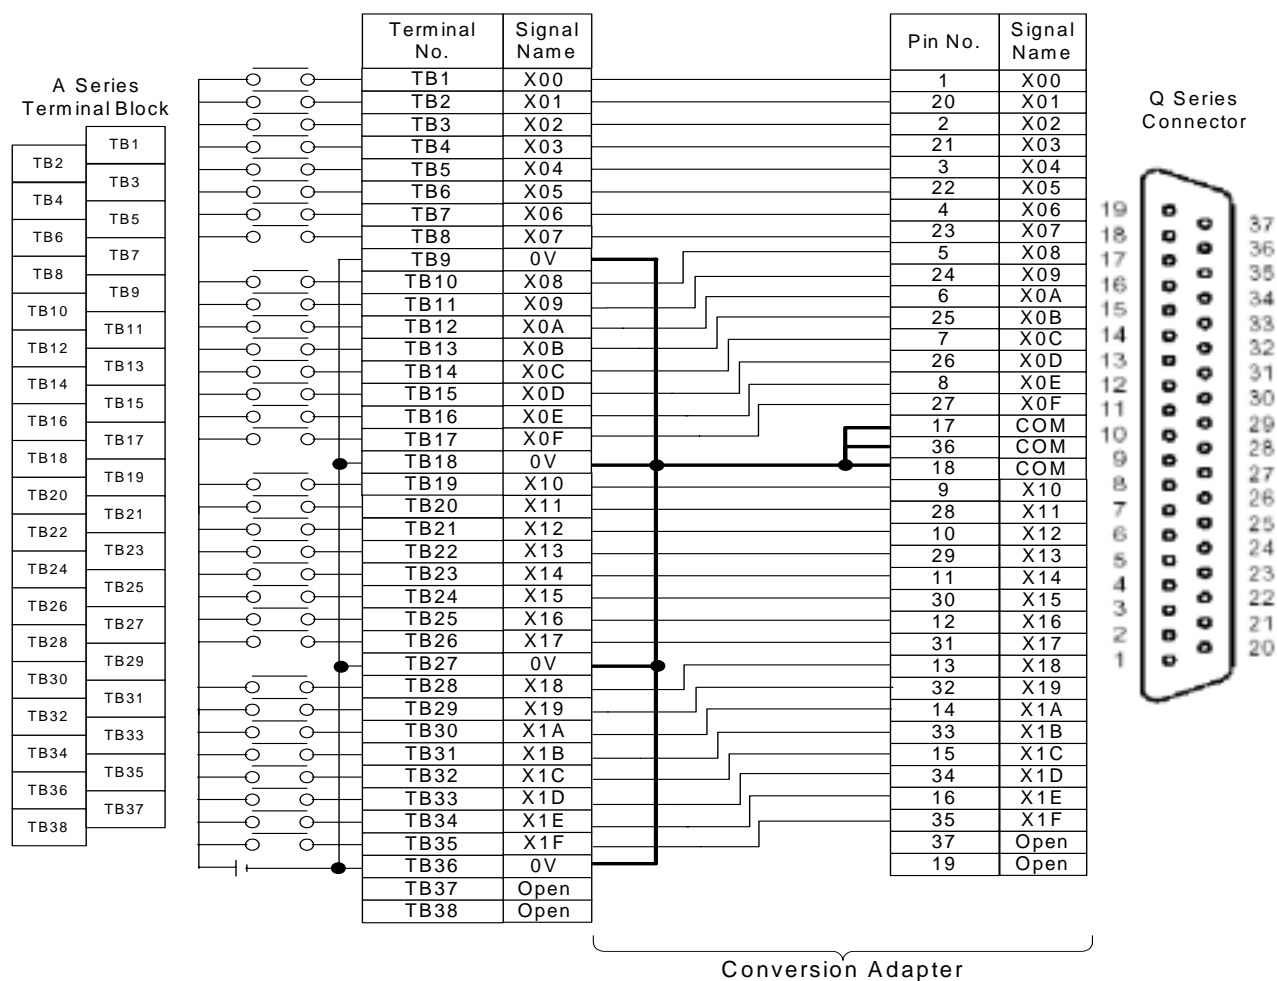 A Series
Terminal Block
TB1
TB2
TB3
TB4
TB5
TB6
TB7
TB8
TB9
TB10
TB11
TB12
TB13
TB14
TB15
TB16
TB17
TB18
TB19
TB20
TB21
TB22
TB23
TB24
TB25
TB26
TB27
TB28
TB29
TB30
TB31
TB32
TB33
TB34
TB35
TB36
TB37
TB38
Terminal No. Signal Name
TB1 X00
TB2 X01
TB3 X02
TB4 X03
TB5 X04
TB6 X05
TB7 X06
TB8 X07
TB9 0V
TB10 X08
TB11 X09
TB12 X0A
TB13 X0B
TB14 X0C
TB15 X0D
TB16 X0E
TB17 X0F
TB18 0V
TB19 X10
TB20 X11
TB21 X12
TB22 X13
TB23 X14
TB24 X15
TB25 X16
TB26 X17
TB27 0V
TB28 X18
TB29 X19
TB30 X1A
TB31 X1B
TB32 X1C
TB33 X1D
TB34 X1E
TB35 X1F
TB36 0V
TB37 Open
TB38 Open
Pin No. Signal Name
1 X00
20 X01
2 X02
21 X03
3 X04
22 X05
4 X06
23 X07
5 X08
24 X09
6 X0A
25 X0B
7 X0C
26 X0D
8 X0E
27 X0F
17 COM
36 COM
18 COM
9 X10
28 X11
10 X12
29 X13
11 X14
30 X15
12 X16
31 X17
13 X18
32 X19
14 X1A
33 X1B
15 X1C
34 X1D
16 X1E
35 X1F
37 Open
19 Open
Q Series
Connector
19
18
17
16
15
14
13
12
11
10
9
8
7
6
5
4
3
2
1
37
36
35
34
33
32
31
30
29
28
27
26
25
24
23
22
21
20
Conversion Adapter